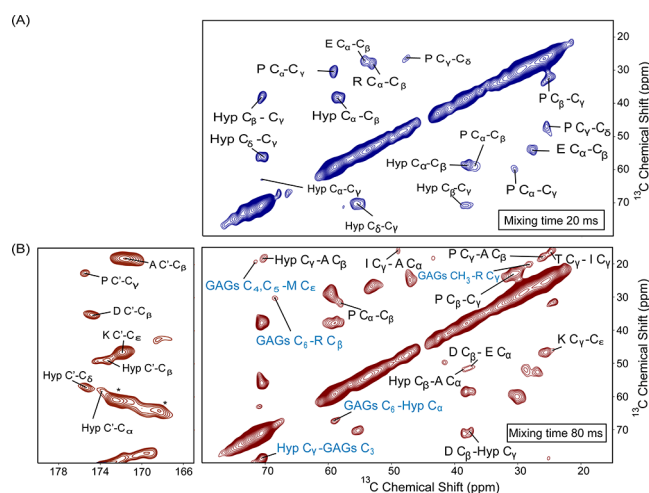 (A)
E Cα–Cβ
P Cγ–Cδ
P Cα–Cγ
R Cα–Cβ
Hyp
Cβ – Cγ
Hyp
Cα–Cβ
P
Cβ–Cγ
Hyp
Cδ–Cγ
P Cα–Cβ
P Cγ–Cδ
Hyp Cα–Cβ
E Cα–Cβ
Hyp Cα–Cγ
Hyp
Cβ-Cγ
P Cα–Cγ
Hyp
Cδ-Cγ
Mixing time 20 ms
20
30
40
50
60
70
13C Chemical Shift (ppm)
(B)
A C'–Cβ
P C'–Cγ
D C'–Cβ
K C'–Cε
Hyp C'–Cβ
Hyp C'–Cδ
*
*
Hyp C'–Cα
178
174
170
165
Hyp Cγ–A Cβ
I Cγ–A Cα
P Cγ–A Cβ
T Cγ–I Cγ
GAGs C4,C5–M Cε
GAGs CH3–R Cγ
P Cα–Cβ
P Cβ–Cγ
GAGs C6–R Cβ
D Cβ– E Cα
K Cγ–Cε
Hyp Cβ–A Cα
GAGs C6–Hyp Cα
Hyp Cγ–GAGs C3
D Cβ–Hyp Cγ
Mixing time 80 ms
20
30
40
50
60
70
13C Chemical Shift (ppm)
70
60
50
40
30
20
13C Chemical Shift (ppm)